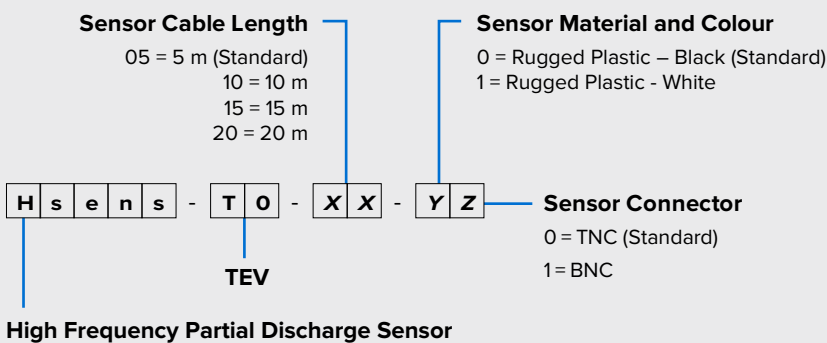 Sensor Cable Length
05 = 5 m (Standard)
10 = 10 m
15 = 15 m
20 = 20 m
Sensor Material and Colour
0 = Rugged Plastic – Black (Standard)
1 = Rugged Plastic - White
H s e n s - T 0 - X X - Y Z
Sensor Connector
0 = TNC (Standard)
1 = BNC
TEV
High Frequency Partial Discharge Sensor